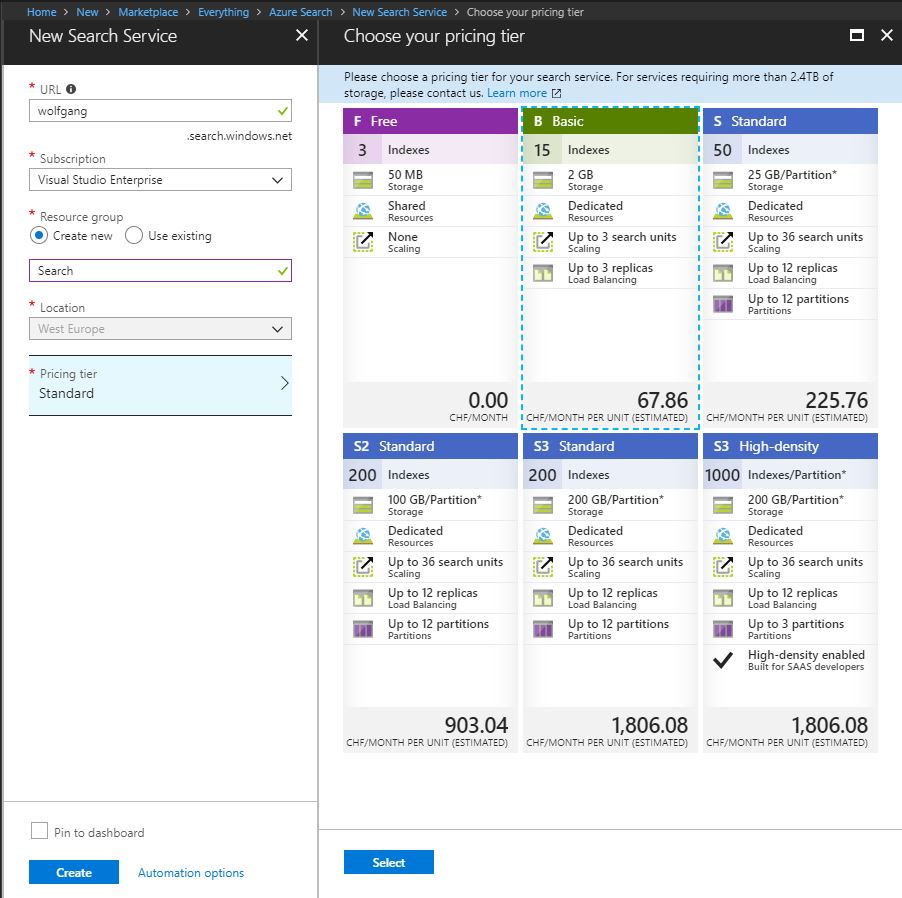 Home > New > Marketplace > Everything > Azure Search > New Search Service > Choose your pricing tier
New Search Service
* URL
wolfgang
.search.windows.net
* Subscription
Visual Studio Enterprise
* Resource group
Create new Use existing
Search
* Location
West Europe
* Pricing tier
Standard
Pin to dashboard
Create Automation options
Choose your pricing tier
Please choose a pricing tier for your search service. For services requiring more than 2.4TB of
storage, please contact us. Learn more
F Free
3 Indexes
50 MB
Storage
Shared
Resources
None
Scaling
0.00
CHF/MONTH
B Basic
15 Indexes
2 GB
Storage
Dedicated
Resources
Up to 3 search units
Scaling
Up to 3 replicas
Load Balancing
67.86
CHF/MONTH PER UNIT (ESTIMATED)
S Standard
50 Indexes
25 GB/Partition*
Storage
Dedicated
Resources
Up to 36 search units
Scaling
Up to 12 replicas
Load Balancing
Up to 12 partitions
Partitions
225.76
CHF/MONTH PER UNIT (ESTIMATED)
S2 Standard
200 Indexes
100 GB/Partition*
Storage
Dedicated
Resources
Up to 36 search units
Scaling
Up to 12 replicas
Load Balancing
Up to 12 partitions
Partitions
903.04
CHF/MONTH PER UNIT (ESTIMATED)
S3 Standard
200 Indexes
200 GB/Partition*
Storage
Dedicated
Resources
Up to 36 search units
Scaling
Up to 12 replicas
Load Balancing
Up to 12 partitions
Partitions
1,806.08
CHF/MONTH PER UNIT (ESTIMATED)
S3 High-density
1000 Indexes/Partition*
200 GB/Partition*
Storage
Dedicated
Resources
Up to 36 search units
Scaling
Up to 12 replicas
Load Balancing
Up to 3 partitions
Partitions
High-density enabled
Built for SAAS developers
1,806.08
CHF/MONTH PER UNIT (ESTIMATED)
Select